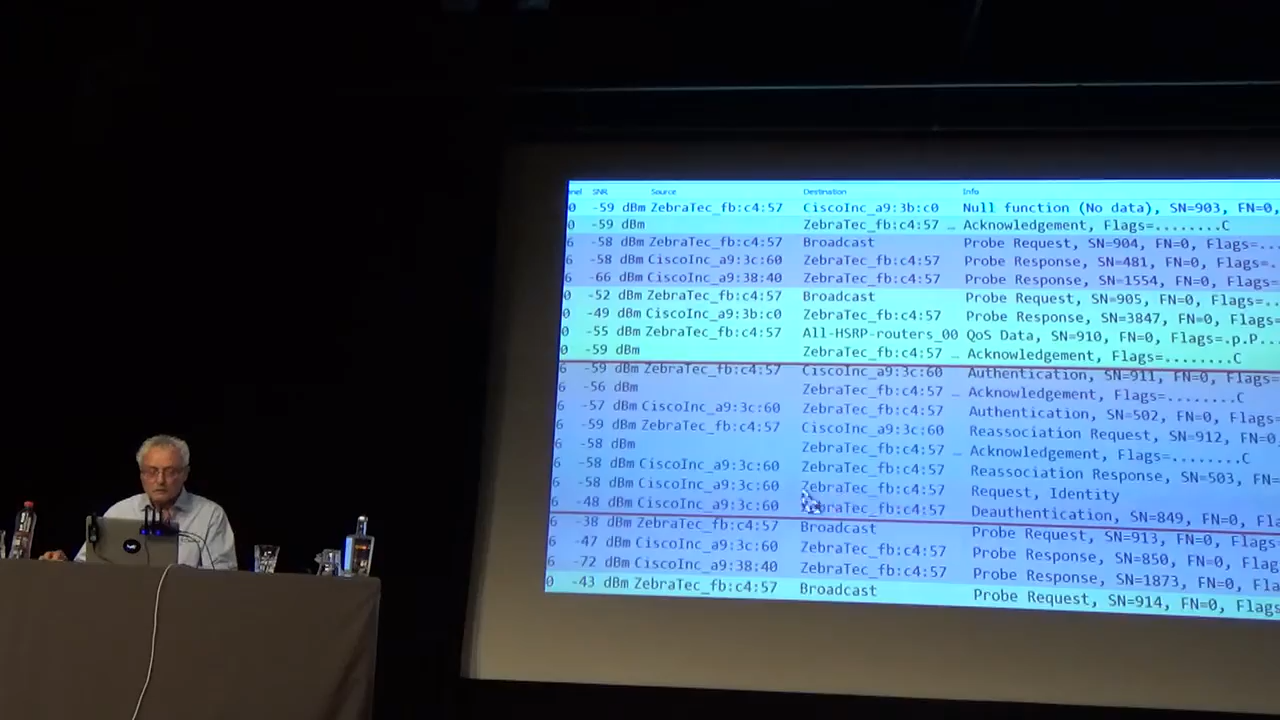 nel SNR Source Destination Info
0 -59 dBm ZebraTec_fb:c4:57 CiscoInc_a9:3b:c0 Null function (No data), SN=903, FN=0,
0 -59 dBm ZebraTec_fb:c4:57 … Acknowledgement, Flags=........C
6 -58 dBm ZebraTec_fb:c4:57 Broadcast Probe Request, SN=904, FN=0, Flags=...
6 -58 dBm CiscoInc_a9:3c:60 ZebraTec_fb:c4:57 Probe Response, SN=481, FN=0, Flags=.
6 -66 dBm CiscoInc_a9:38:40 ZebraTec_fb:c4:57 Probe Response, SN=1554, FN=0, Flags=
0 -52 dBm ZebraTec_fb:c4:57 Broadcast Probe Request, SN=905, FN=0, Flags=..
0 -49 dBm CiscoInc_a9:3b:c0 ZebraTec_fb:c4:57 Probe Response, SN=3847, FN=0, Flags=
0 -55 dBm ZebraTec_fb:c4:57 All-HSRP-routers_00 QoS Data, SN=910, FN=0, Flags=.p.P...
0 -59 dBm ZebraTec_fb:c4:57 … Acknowledgement, Flags=........C
6 -59 dBm ZebraTec_fb:c4:57 CiscoInc_a9:3c:60 Authentication, SN=911, FN=0, Flags=
6 -56 dBm ZebraTec_fb:c4:57 … Acknowledgement, Flags=........C
6 -57 dBm CiscoInc_a9:3c:60 ZebraTec_fb:c4:57 Authentication, SN=502, FN=0, Flags=
6 -59 dBm ZebraTec_fb:c4:57 CiscoInc_a9:3c:60 Reassociation Request, SN=912, FN=0
6 -58 dBm ZebraTec_fb:c4:57 … Acknowledgement, Flags=........C
6 -58 dBm CiscoInc_a9:3c:60 ZebraTec_fb:c4:57 Reassociation Response, SN=503, FN=
6 -58 dBm CiscoInc_a9:3c:60 ZebraTec_fb:c4:57 Request, Identity
6 -48 dBm CiscoInc_a9:3c:60 ZebraTec_fb:c4:57 Deauthentication, SN=849, FN=0, Flag
6 -38 dBm ZebraTec_fb:c4:57 Broadcast Probe Request, SN=913, FN=0, Flags=
6 -47 dBm CiscoInc_a9:3c:60 ZebraTec_fb:c4:57 Probe Response, SN=850, FN=0, Flags
6 -72 dBm CiscoInc_a9:38:40 ZebraTec_fb:c4:57 Probe Response, SN=1873, FN=0, Fla
0 -43 dBm ZebraTec_fb:c4:57 Broadcast Probe Request, SN=914, FN=0, Flags